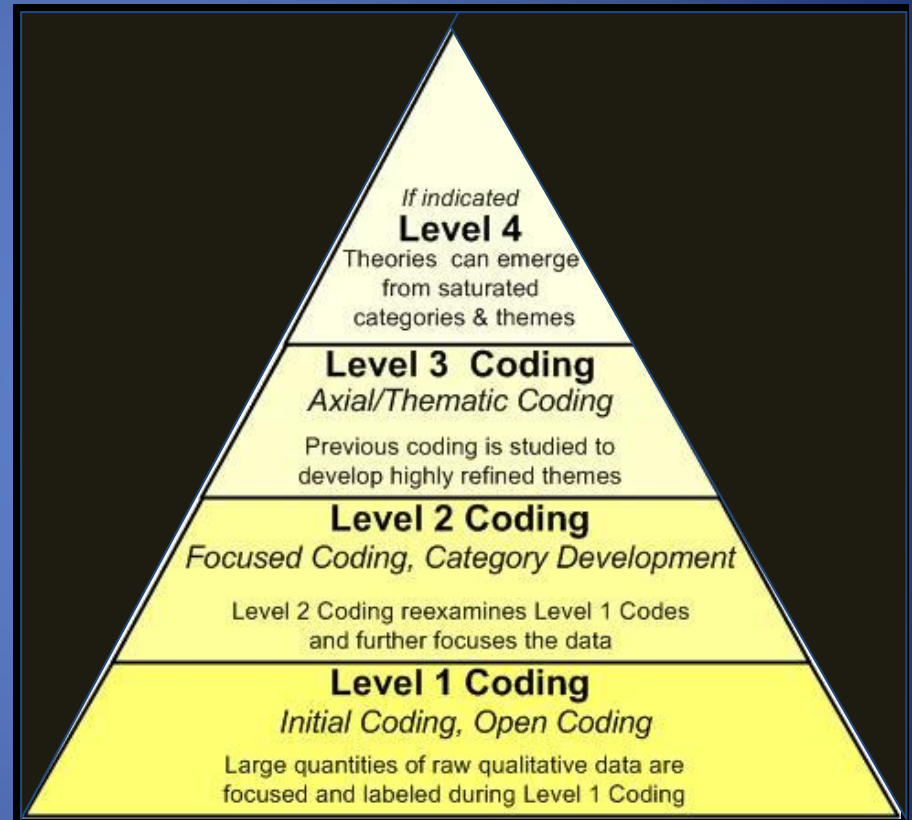 If indicated
Level 4
Theories can emerge
from saturated
categories & themes
Level 3 Coding
Axial/Thematic Coding
Previous coding is studied to
develop highly refined themes
Level 2 Coding
Focused Coding, Category Development
Level 2 Coding reexamines Level 1 Codes
and further focuses the data
Level 1 Coding
Initial Coding, Open Coding
Large quantities of raw qualitative data are
focused and labeled during Level 1 Coding